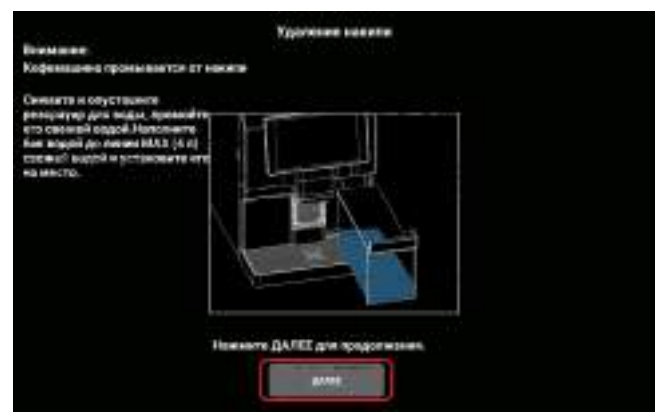 Удаление накипи
Внимание:
Кофемашина промывается от накипи
Снимите и опустошите
резервуар для воды, промойте
его свежей водой.Наполните
бак водой до линии MAX (4 л)
свежей водой и установите его
на место.
Нажмите ДАЛЕЕ для продолжения.
ДАЛЕЕ